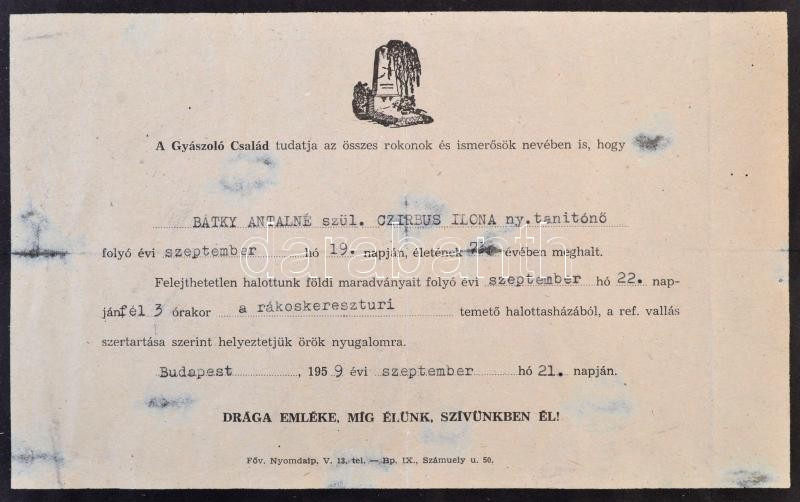 A Gyászoló Család tudatja az összes rokonok és ismerősök nevében is, hogy
BÁTKY ANTALNÉ szül. CZIRBUS ILONA ny.tanitónő
folyó évi szeptember hó 19. napján, életének évében meghalt.
Felejthetetlen halottunk földi maradványait folyó évi szeptember hó 22. nap-
jánfél 3 órakor a rákoskereszturi temető halottasházából, a ref. vallás
szertartása szerint helyeztetjük örök nyugalomra.
Budapest , 1959 évi szeptember hó 21. napján.
DRÁGA EMLÉKE, MÍG ÉLÜNK, SZÍVÜNKBEN ÉL!
Föv. Nyomdaip. V. 13. tel. — Bp. IX., Számuely u. 50.
darabanth